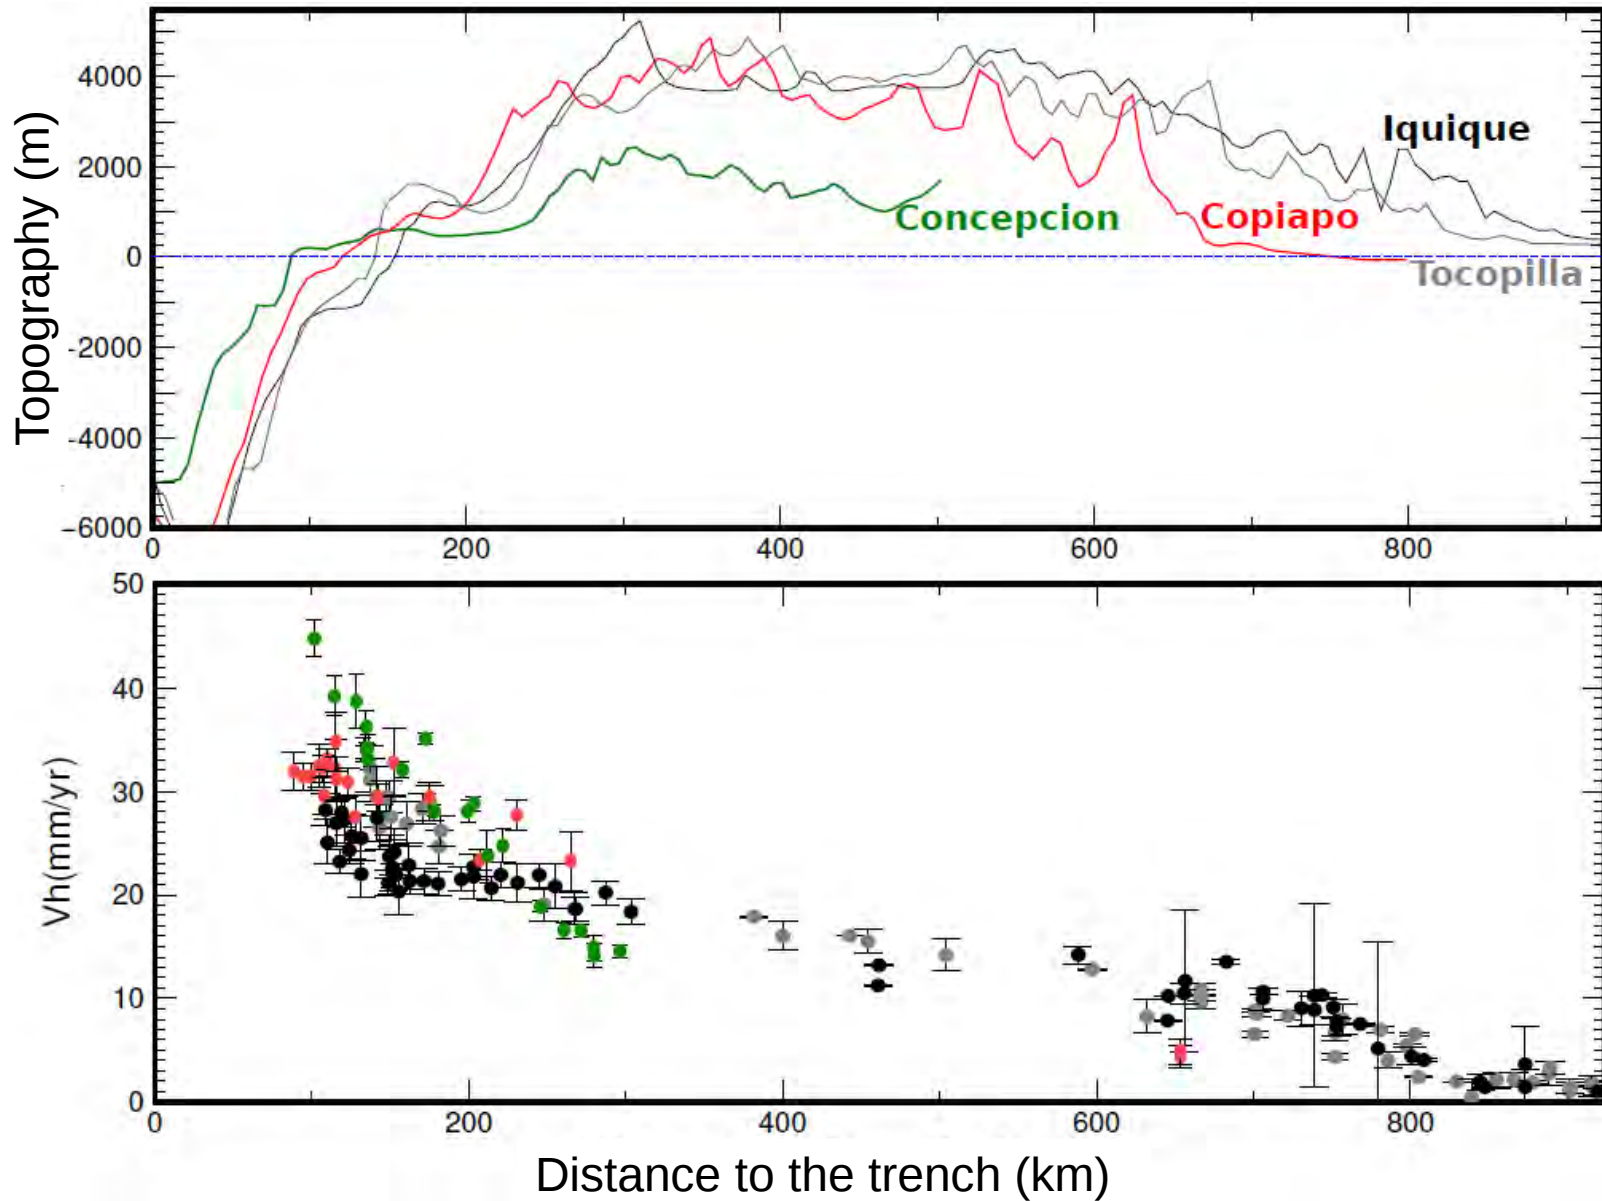 Topography (m)
4000
2000
0
-2000
-4000
-6000
Iquique
Concepcion
Copiapo
Tocopilla
0 200 400 600 800
Vh(mm/yr)
50
40
30
20
10
0
0 200 400 600 800
Distance to the trench (km)